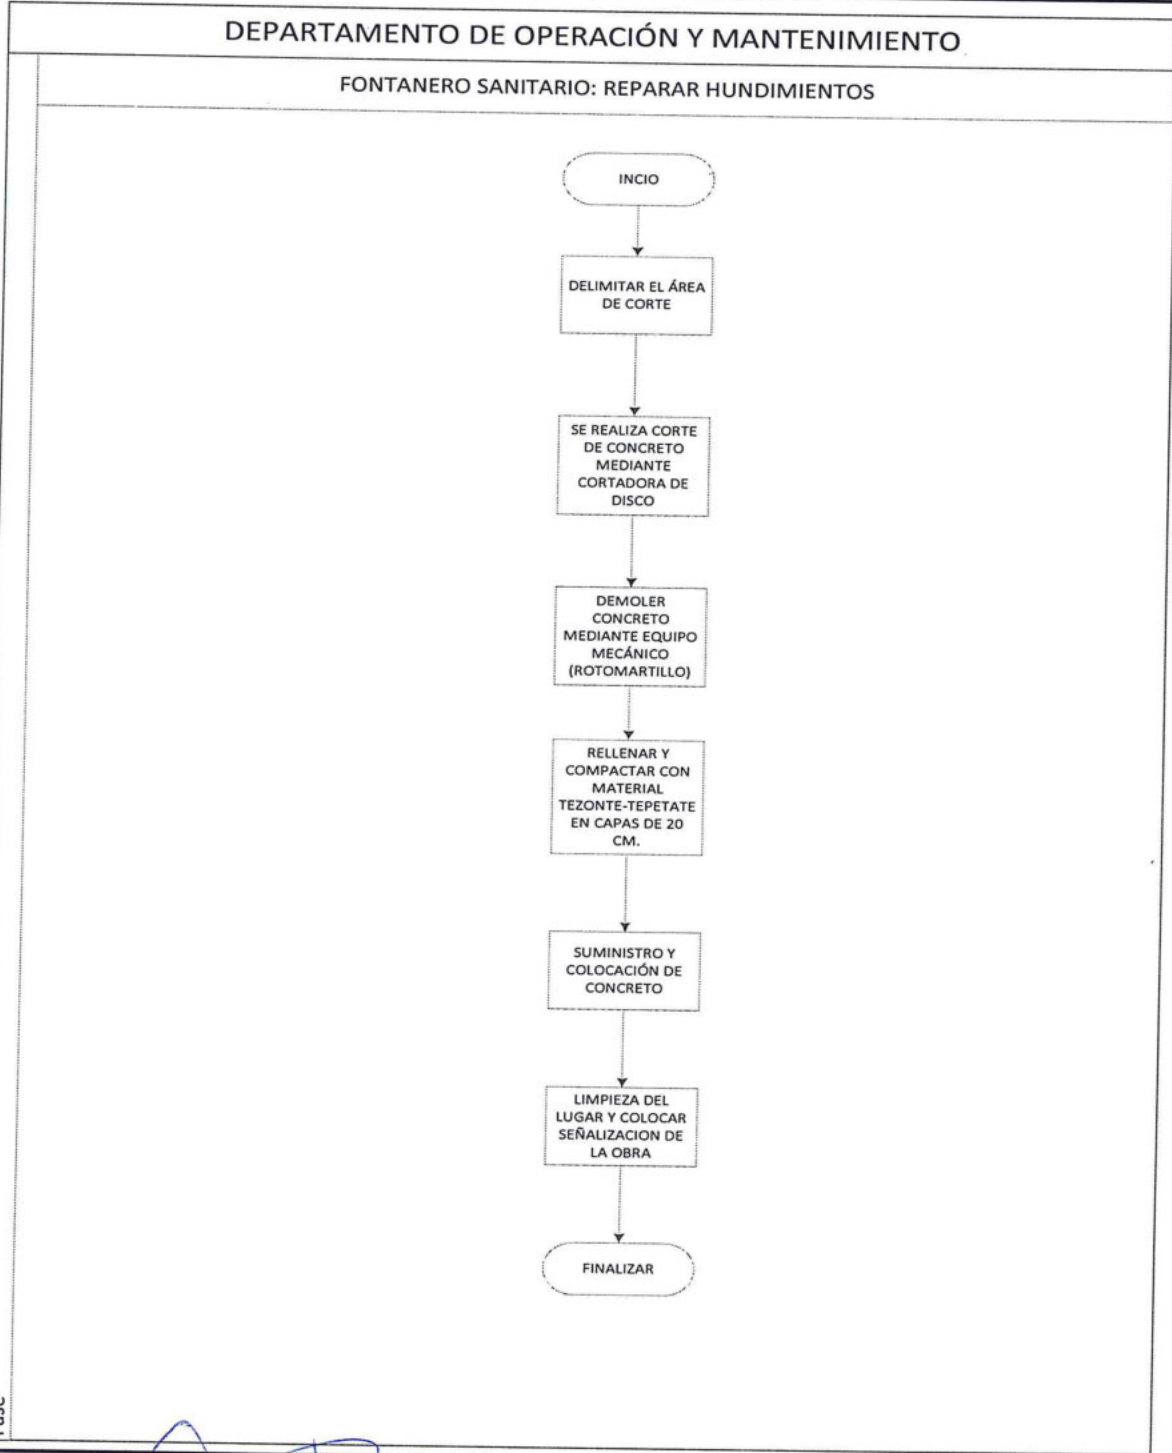 DEPARTAMENTO DE OPERACIÓN Y MANTENIMIENTO
FONTANERO SANITARIO: REPARAR HUNDIMIENTOS
INCIO
DELIMITAR EL ÁREA
DE CORTE
SE REALIZA CORTE
DE CONCRETO
MEDIANTE
CORTADORA DE
DISCO
DEMOLER
CONCRETO
MEDIANTE EQUIPO
MECÁNICO
(ROTOMARTILLO)
RELLENAR Y
COMPACTAR CON
MATERIAL
TEZONTE-TEPETATE
EN CAPAS DE 20
CM.
SUMINISTRO Y
COLOCACIÓN DE
CONCRETO
LIMPIEZA DEL
LUGAR Y COLOCAR
SEÑALIZACION DE
LA OBRA
FINALIZAR